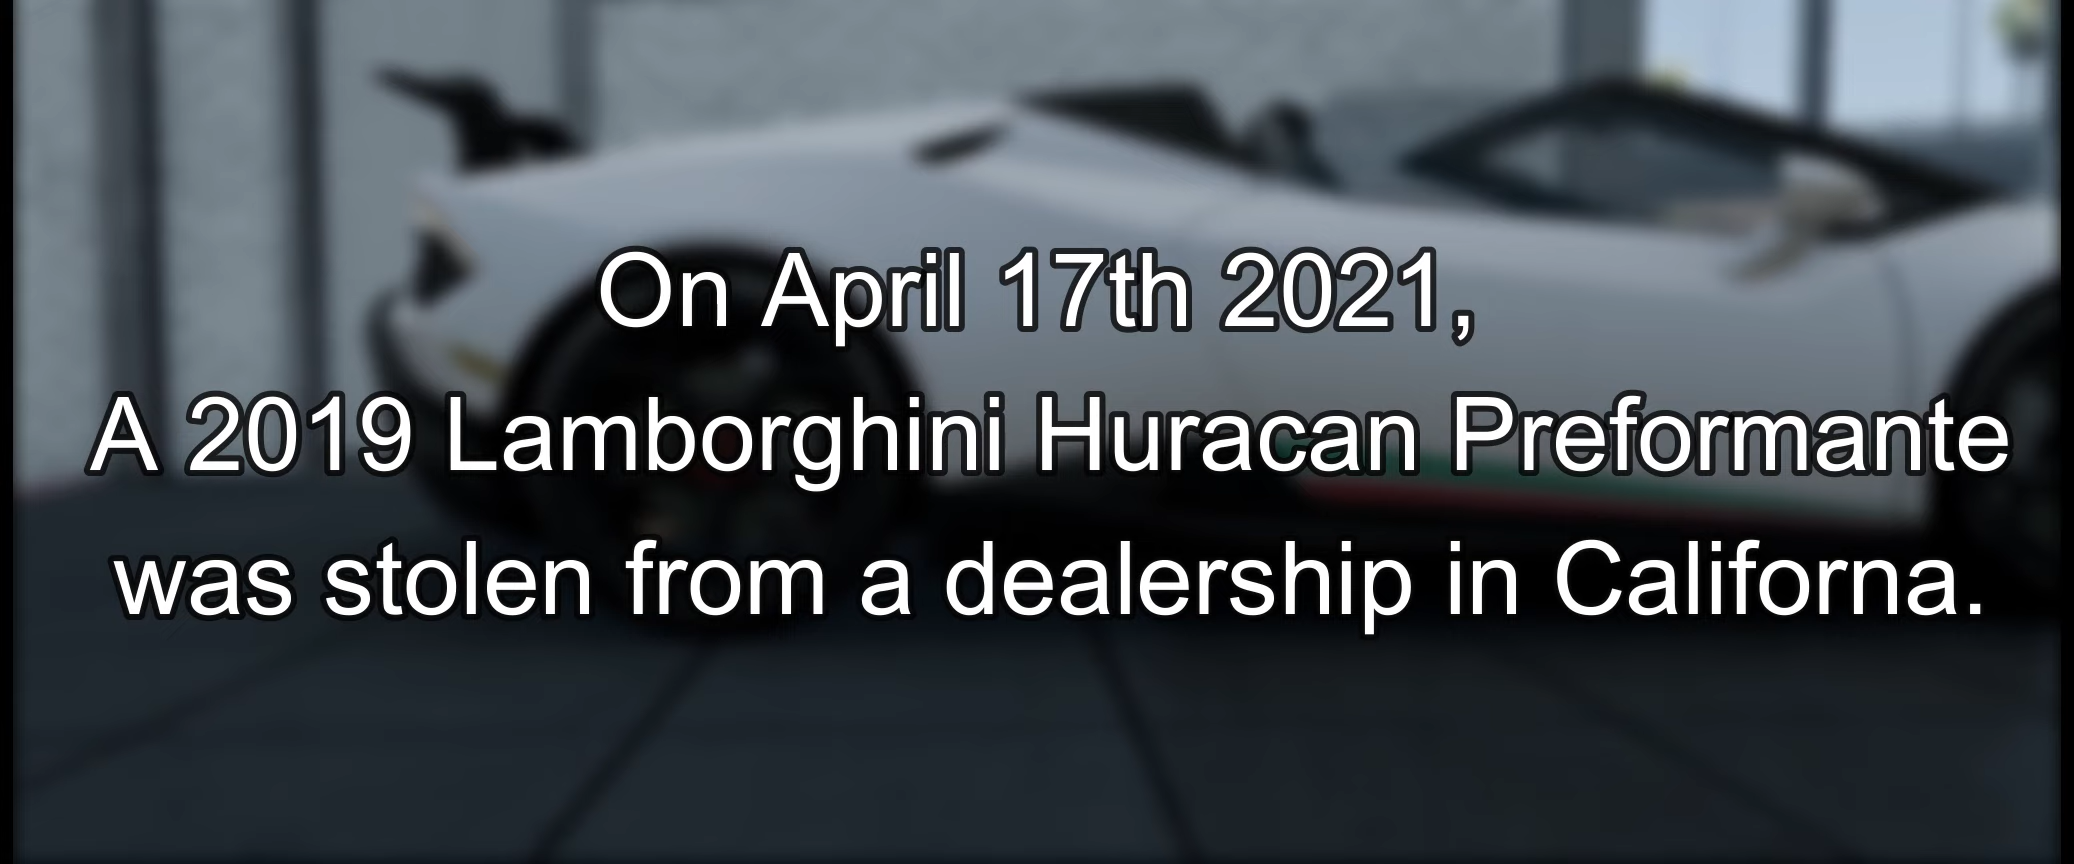 On April 17th 2021,
A 2019 Lamborghini Huracan Preformante
was stolen from a dealership in Californa.